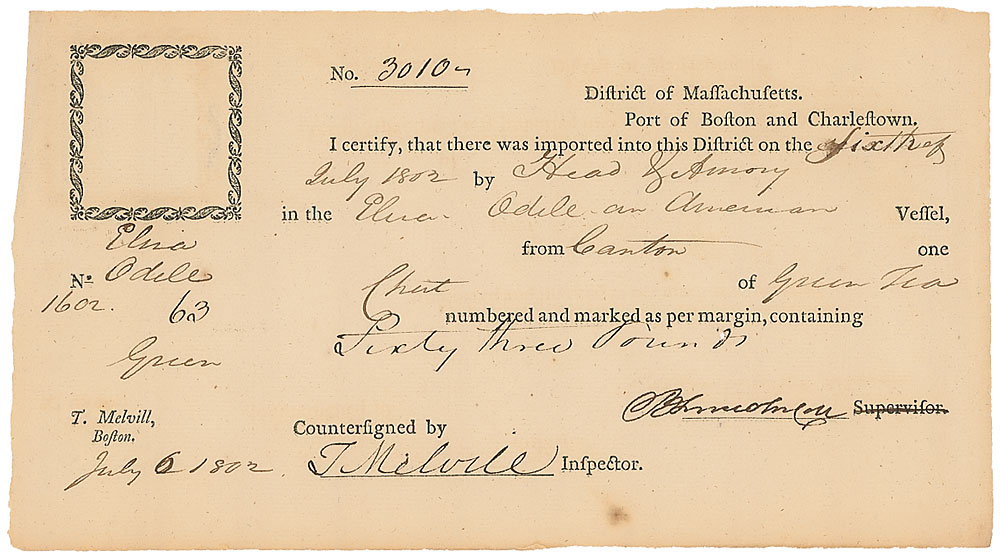 No. 3010
Diſtrict of Maſſachuſetts.
Port of Boſton and Charleſtown.
I certify, that there was imported into this Diſtrict on the Sixth of
July 1802 by Head & Amory
in the Eliza Odele an American Veſſel,
from Canton one
Chest of Green Tea
numbered and marked as per margin, containing
Sixty three Pounds
Supervisor.
Countersigned by
T Melvill Inſpector.
Eliza
Nº Odele
1602. 63
Green
T. Melvill,
Boſton.
July 6 1802